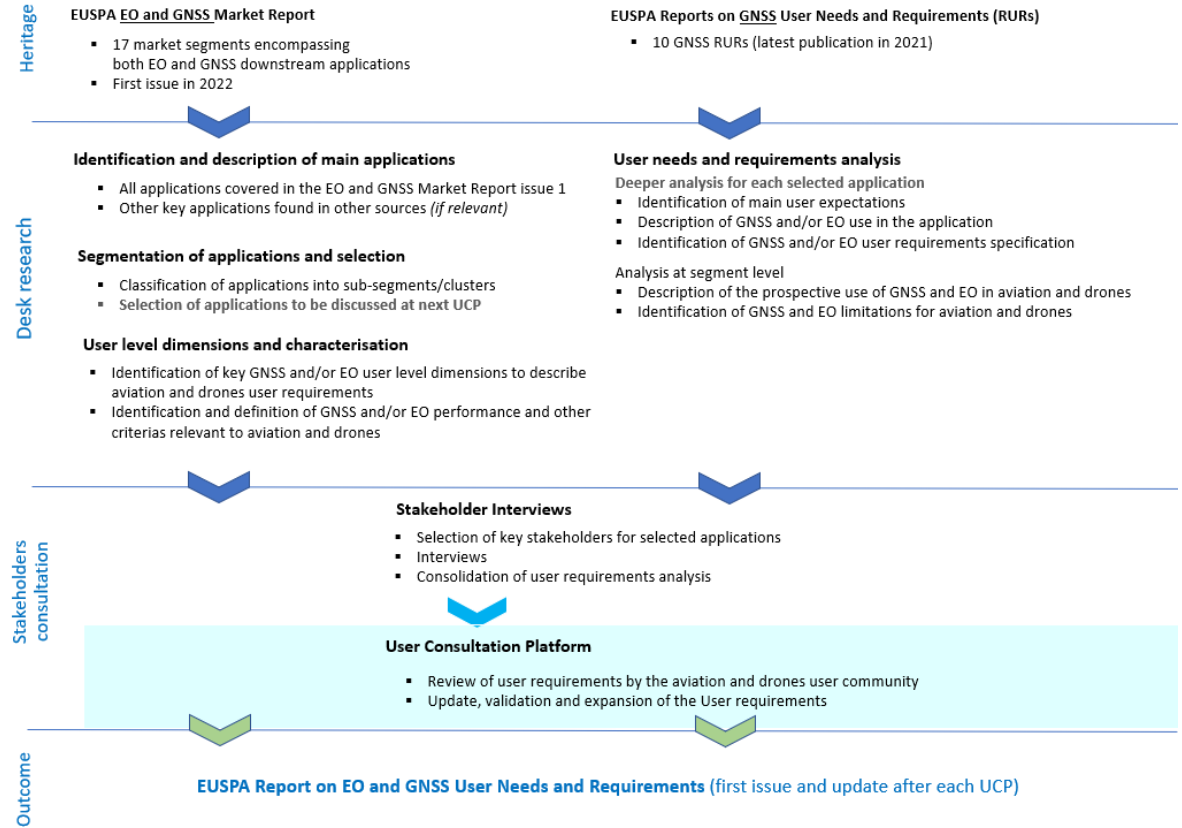 Heritage
EUSPA EO and GNSS Market Report
▪ 17 market segments encompassing
both EO and GNSS downstream applications
▪ First issue in 2022
EUSPA Reports on GNSS User Needs and Requirements (RURs)
▪ 10 GNSS RURs (latest publication in 2021)
Desk research
Identification and description of main applications
▪ All applications covered in the EO and GNSS Market Report issue 1
▪ Other key applications found in other sources (if relevant)
Segmentation of applications and selection
▪ Classification of applications into sub-segments/clusters
▪ Selection of applications to be discussed at next UCP
User level dimensions and characterisation
▪ Identification of key GNSS and/or EO user level dimensions to describe
aviation and drones user requirements
▪ Identification and definition of GNSS and/or EO performance and other
criterias relevant to aviation and drones
User needs and requirements analysis
Deeper analysis for each selected application
▪ Identification of main user expectations
▪ Description of GNSS and/or EO use in the application
▪ Identification of GNSS and/or EO user requirements specification
Analysis at segment level
▪ Description of the prospective use of GNSS and EO in aviation and drones
▪ Identification of GNSS and EO limitations for aviation and drones
Stakeholders
consultation
Stakeholder Interviews
▪ Selection of key stakeholders for selected applications
▪ Interviews
▪ Consolidation of user requirements analysis
User Consultation Platform
▪ Review of user requirements by the aviation and drones user community
▪ Update, validation and expansion of the User requirements
Outcome
EUSPA Report on EO and GNSS User Needs and Requirements (first issue and update after each UCP)